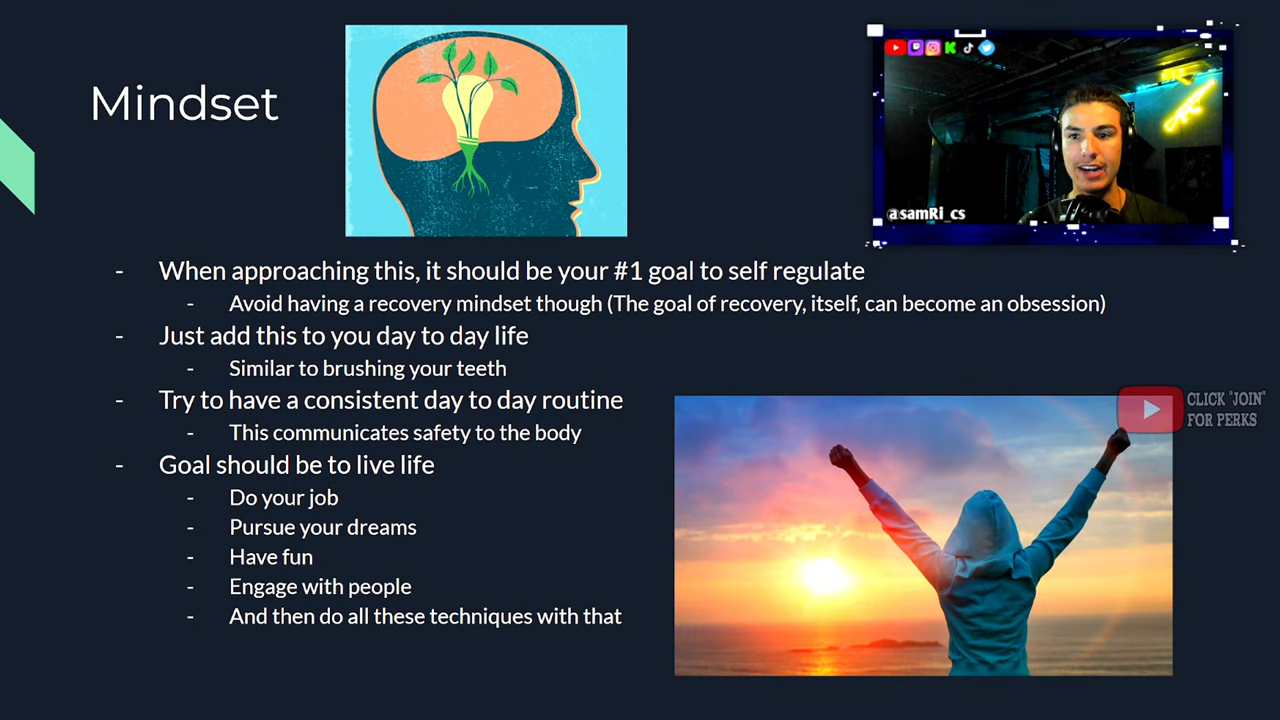 Mindset
@samRi_cs
- When approaching this, it should be your #1 goal to self regulate
- Avoid having a recovery mindset though (The goal of recovery, itself, can become an obsession)
- Just add this to you day to day life
- Similar to brushing your teeth
- Try to have a consistent day to day routine
- This communicates safety to the body
- Goal should be to live life
- Do your job
- Pursue your dreams
- Have fun
- Engage with people
- And then do all these techniques with that
CLICK "JOIN"
FOR PERKS